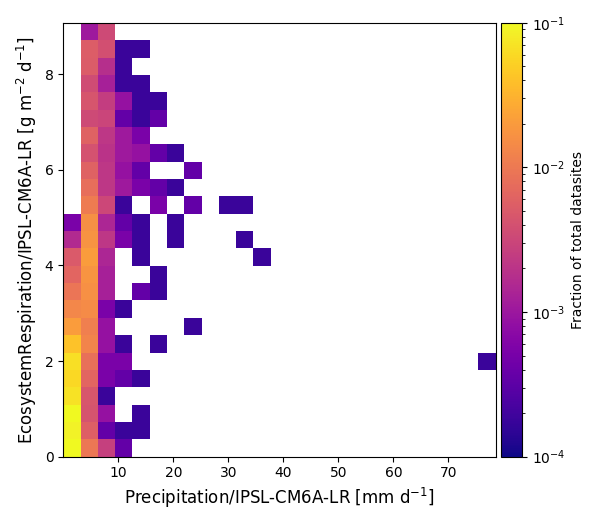 EcosystemRespiration/IPSL-CM6A-LR [g m⁻² d⁻¹]
8
6
4
2
0
10 20 30 40 50 60 70
Precipitation/IPSL-CM6A-LR [mm d⁻¹]
10⁻¹
10⁻²
10⁻³
10⁻⁴
Fraction of total datasites